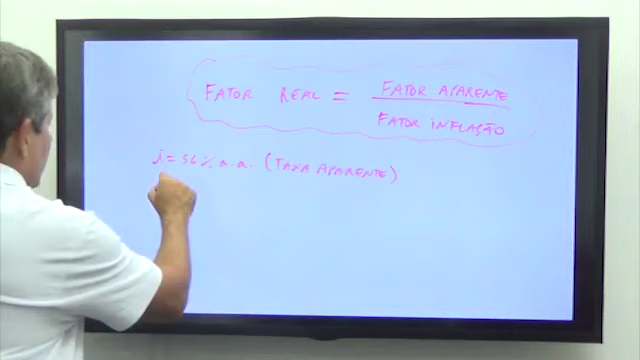 FATOR REAL = FATOR APARENTE
FATOR INFLAÇÃO
i = 56% a.a. (TAXA APARENTE)